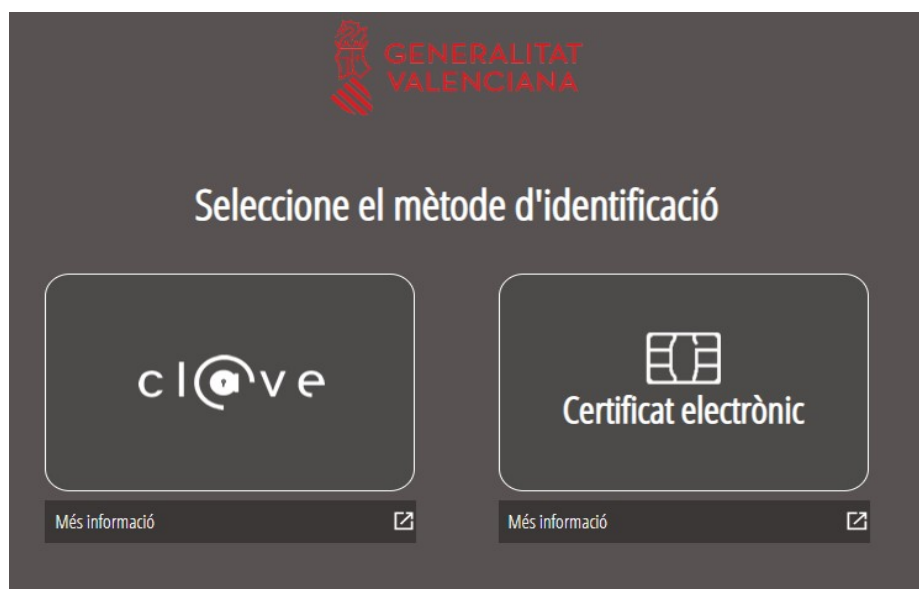 GENERALITAT
VALENCIANA
Seleccione el mètode d'identificació
cl@ve
Certificat electrònic
Més informació
Més informació